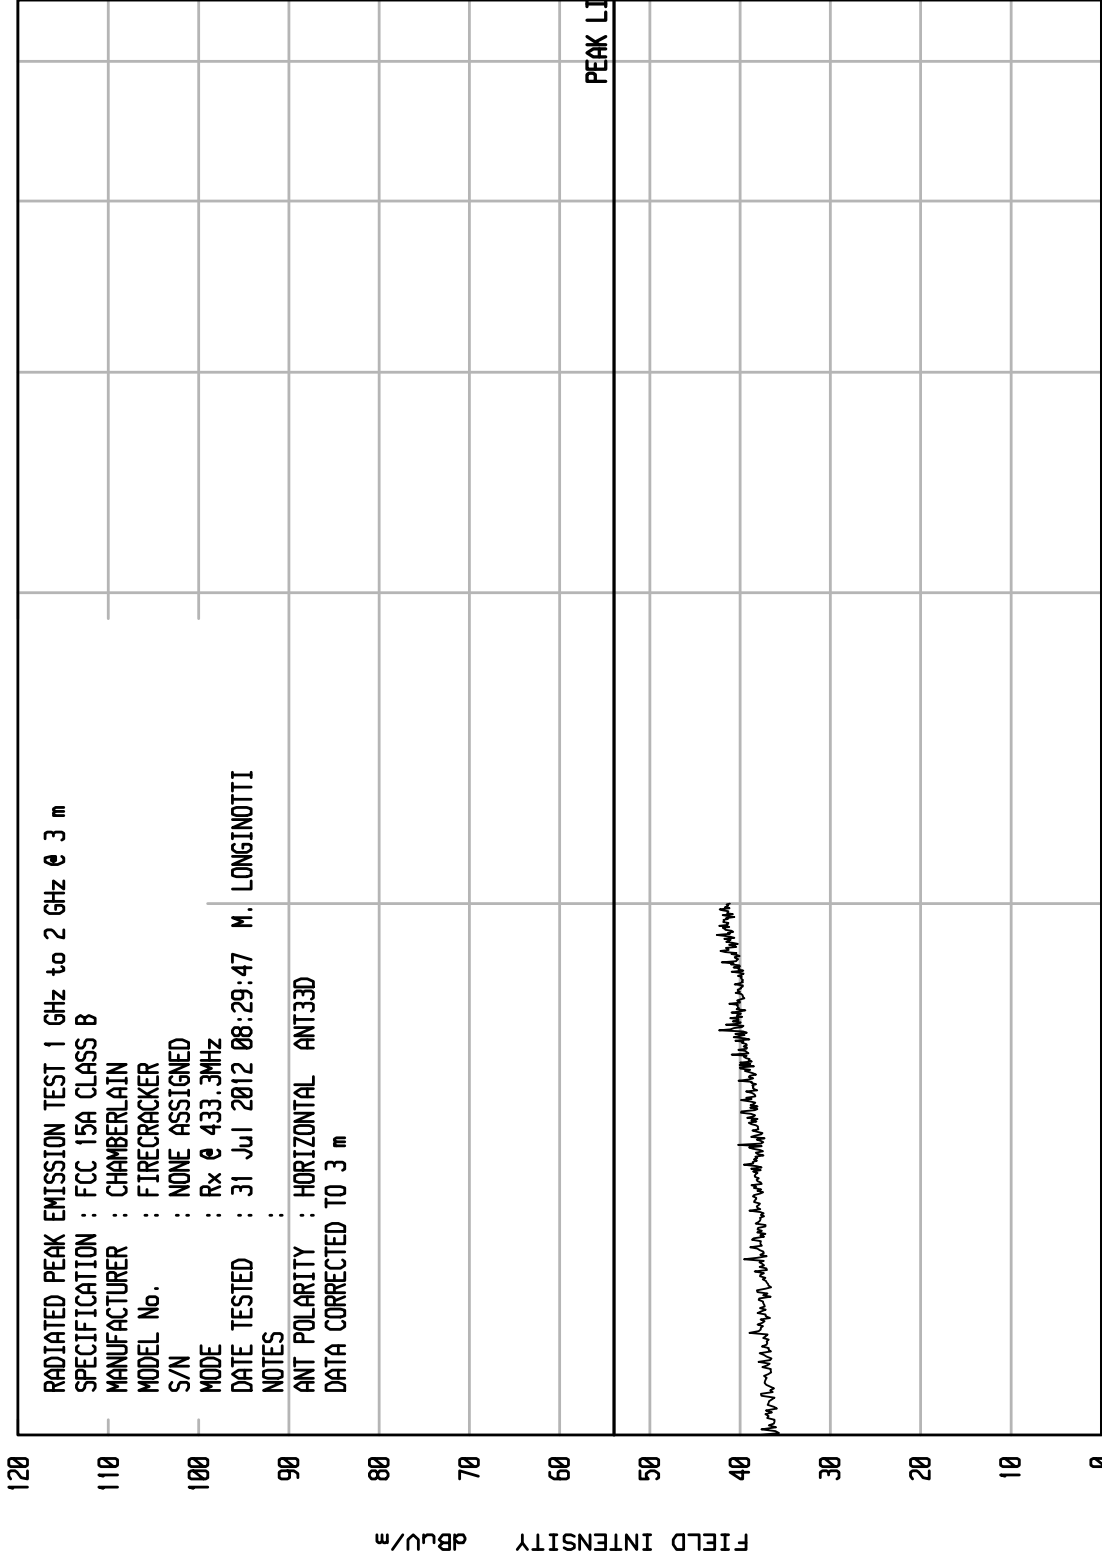 RADIATED PEAK EMISSION TEST 1 GHz to 2 GHz @ 3 m
SPECIFICATION : FCC 15A CLASS B
MANUFACTURER : CHAMBERLAIN
MODEL No. : FIRECRACKER
S/N : NONE ASSIGNED
MODE : Rx @ 433.3MHz
DATE TESTED : 31 Jul 2012 08:29:47 M. LONGINOTTI
NOTES :
ANT POLARITY : HORIZONTAL ANT33D
DATA CORRECTED TO 3 m
PEAK LI
120
110
100
90
80
70
60
50
40
30
20
10
0
FIELD INTENSITY dBuV/m